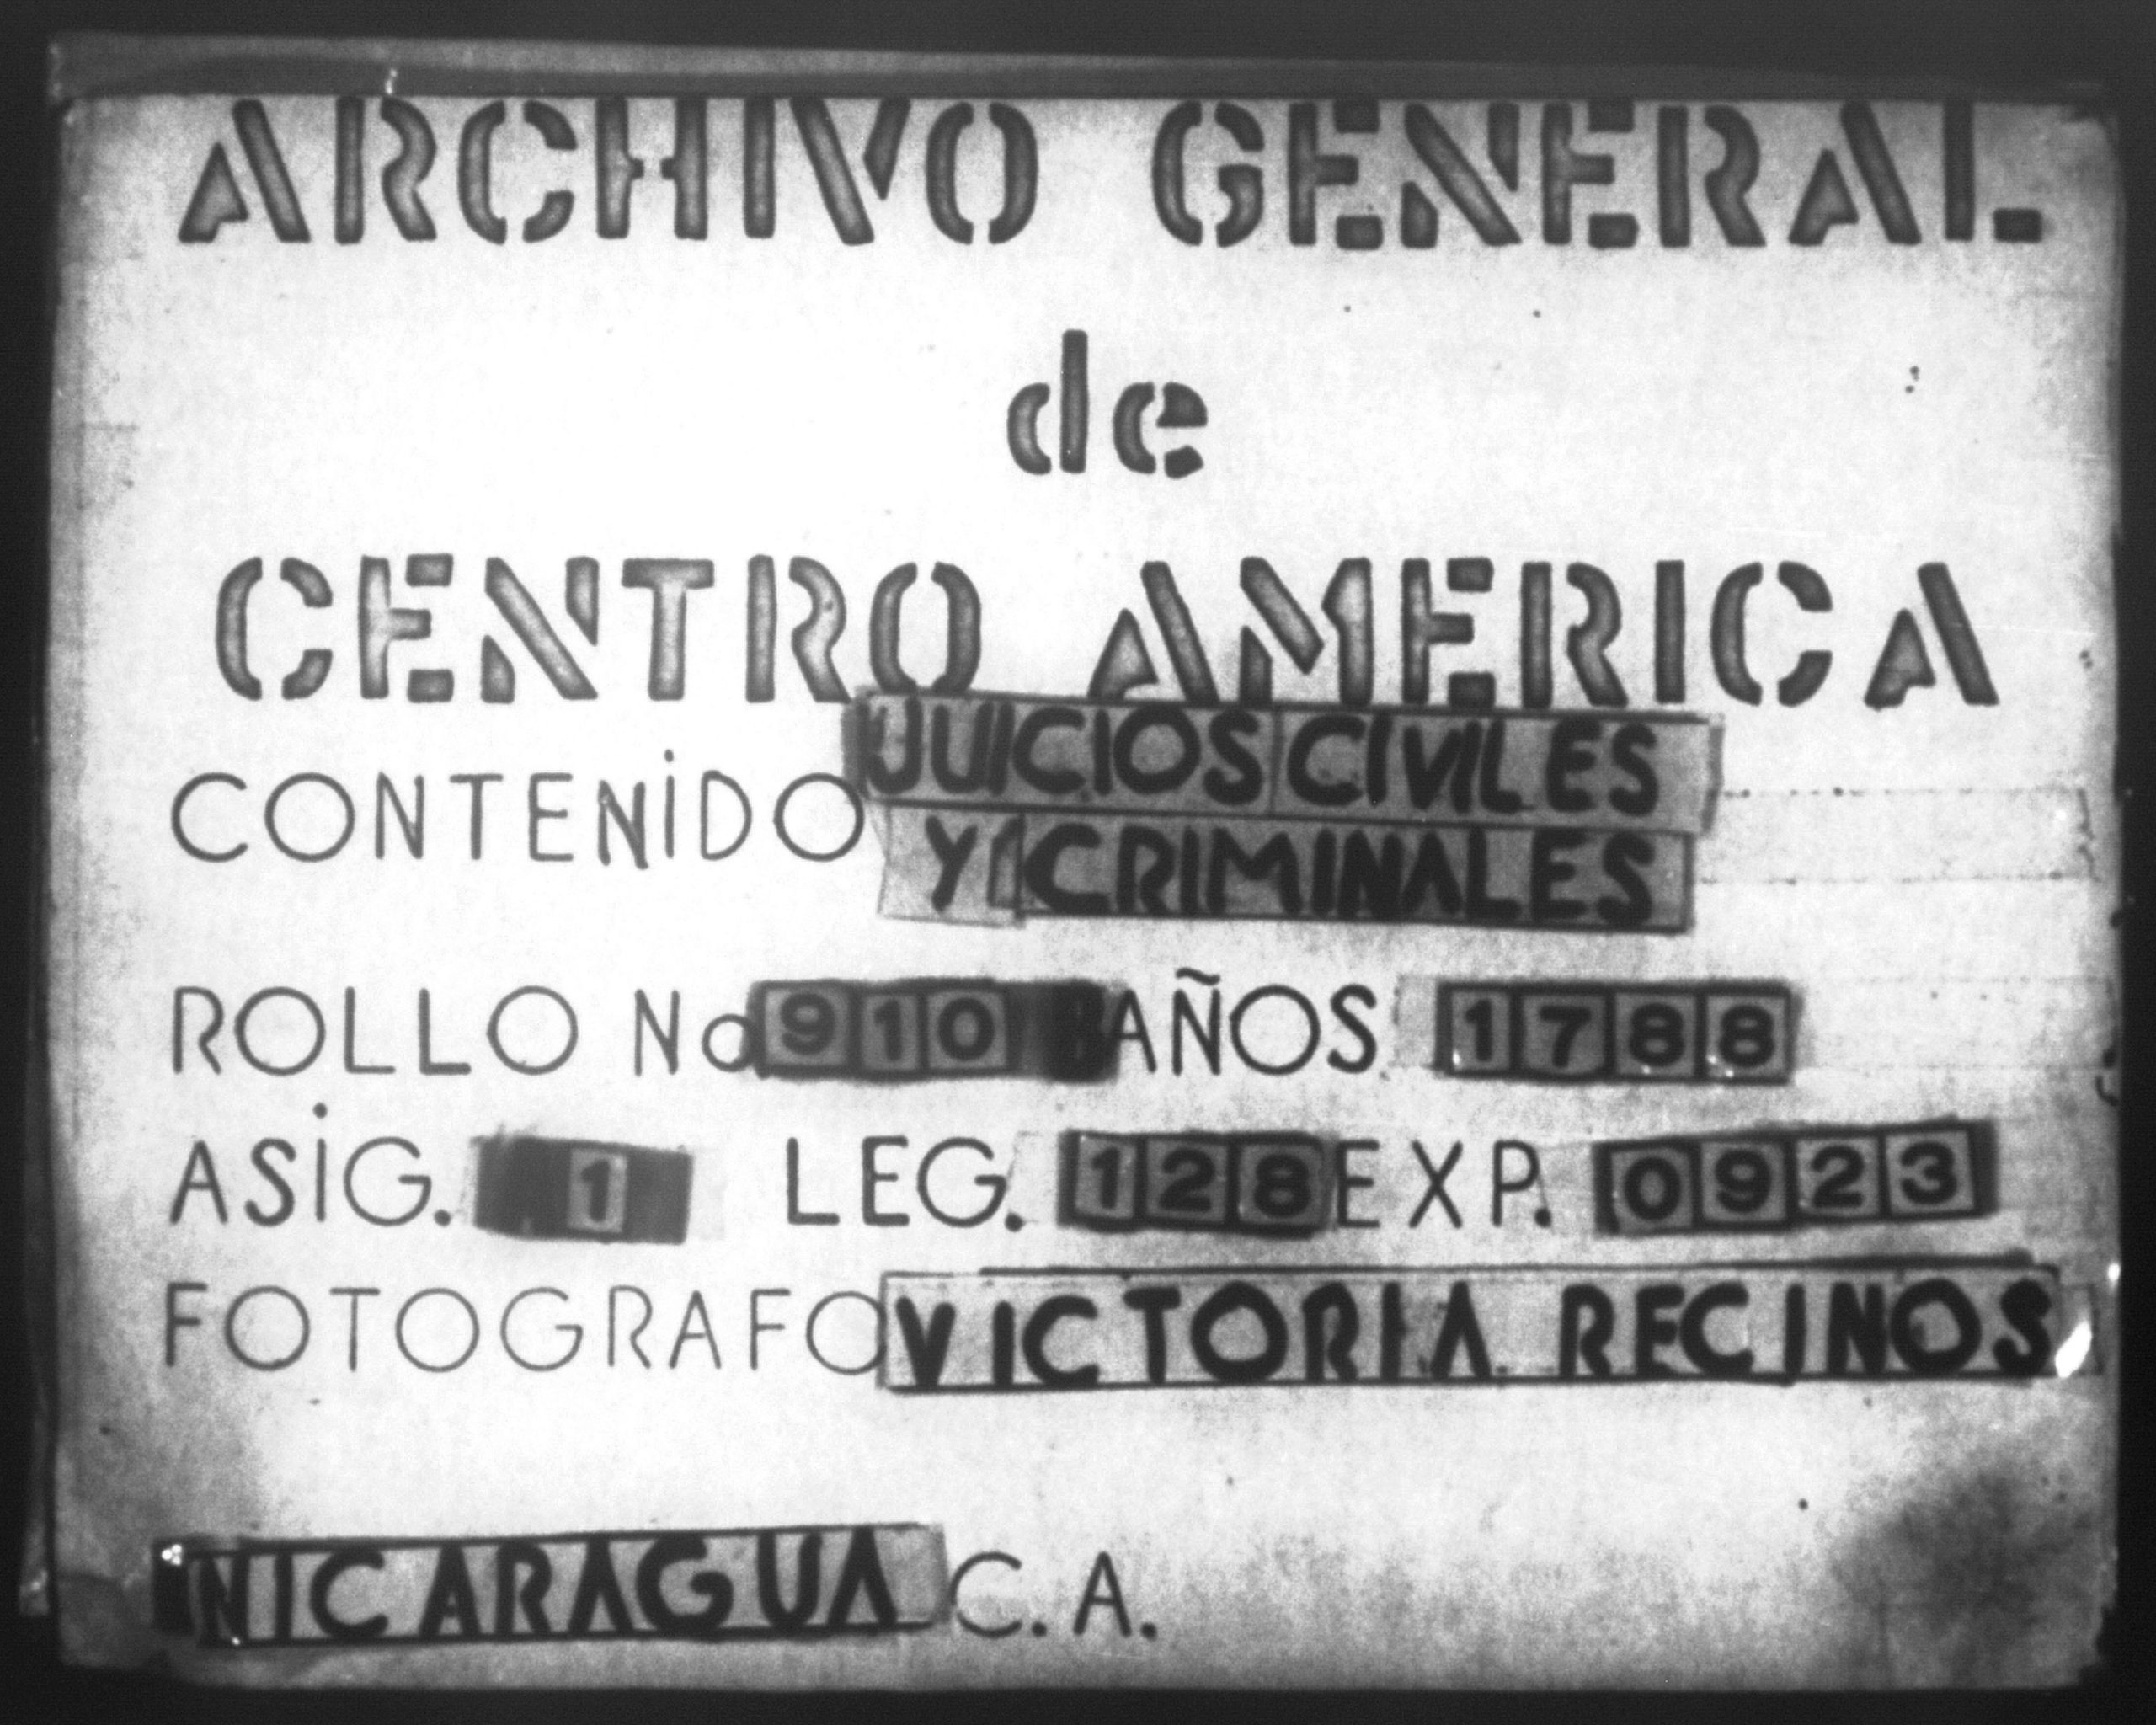 ARCHIVO GENERAL
de
CENTRO AMERICA
CONTENIDO JUICIOS CIVILES
Y CRIMINALES
ROLLO No 910 AÑOS 1788
ASIG. 1 LEG. 128 EXP. 0923
FOTOGRAFO VICTORIA RECINOS
NICARAGUA C. A.